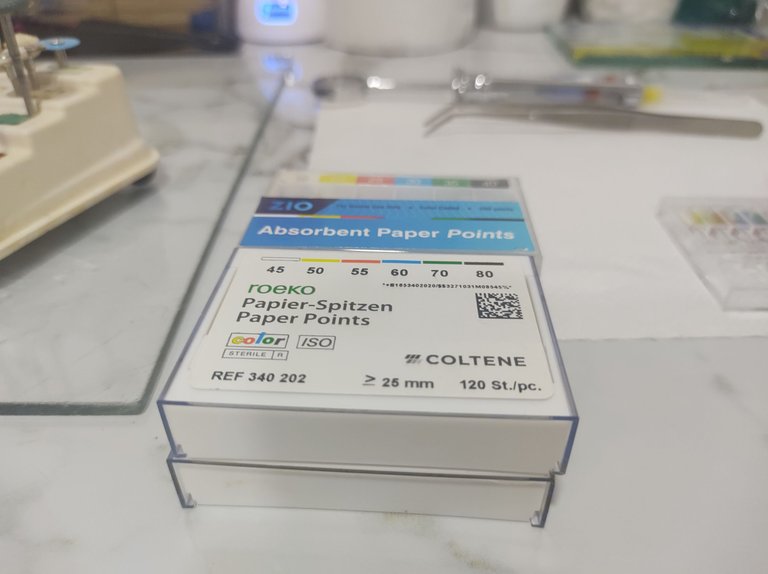 ZIO
Absorbent Paper Points
45 50 55 60 70 80
roeko
Papier-Spitzen
Paper Points
color ISO
STERILE R
COLTENE
REF 340 202 ≥ 25 mm 120 St./pc.